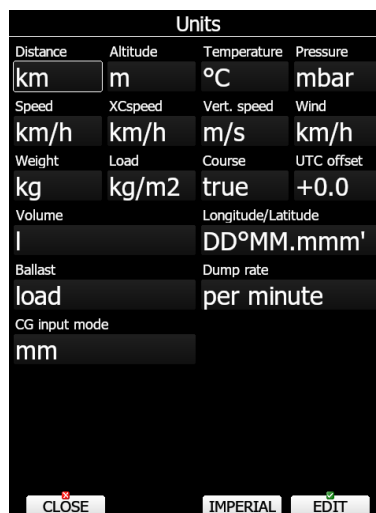 Units
Distance Altitude Temperature Pressure
km m °C mbar
Speed XCspeed Vert. speed Wind
km/h km/h m/s km/h
Weight Load Course UTC offset
kg kg/m2 true +0.0
Volume Longitude/Latitude
l DD°MM.mmm'
Ballast Dump rate
load per minute
CG input mode
mm
CLOSE IMPERIAL EDIT